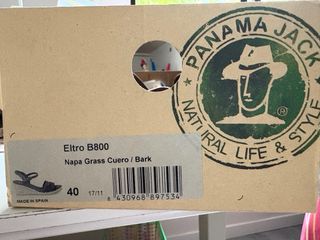 PANAMA JACK
®
NATURAL LIFE & STYLE
Eltro B800
Napa Grass Cuero / Bark
40 17/11
MADE IN SPAIN
8 430968 897534